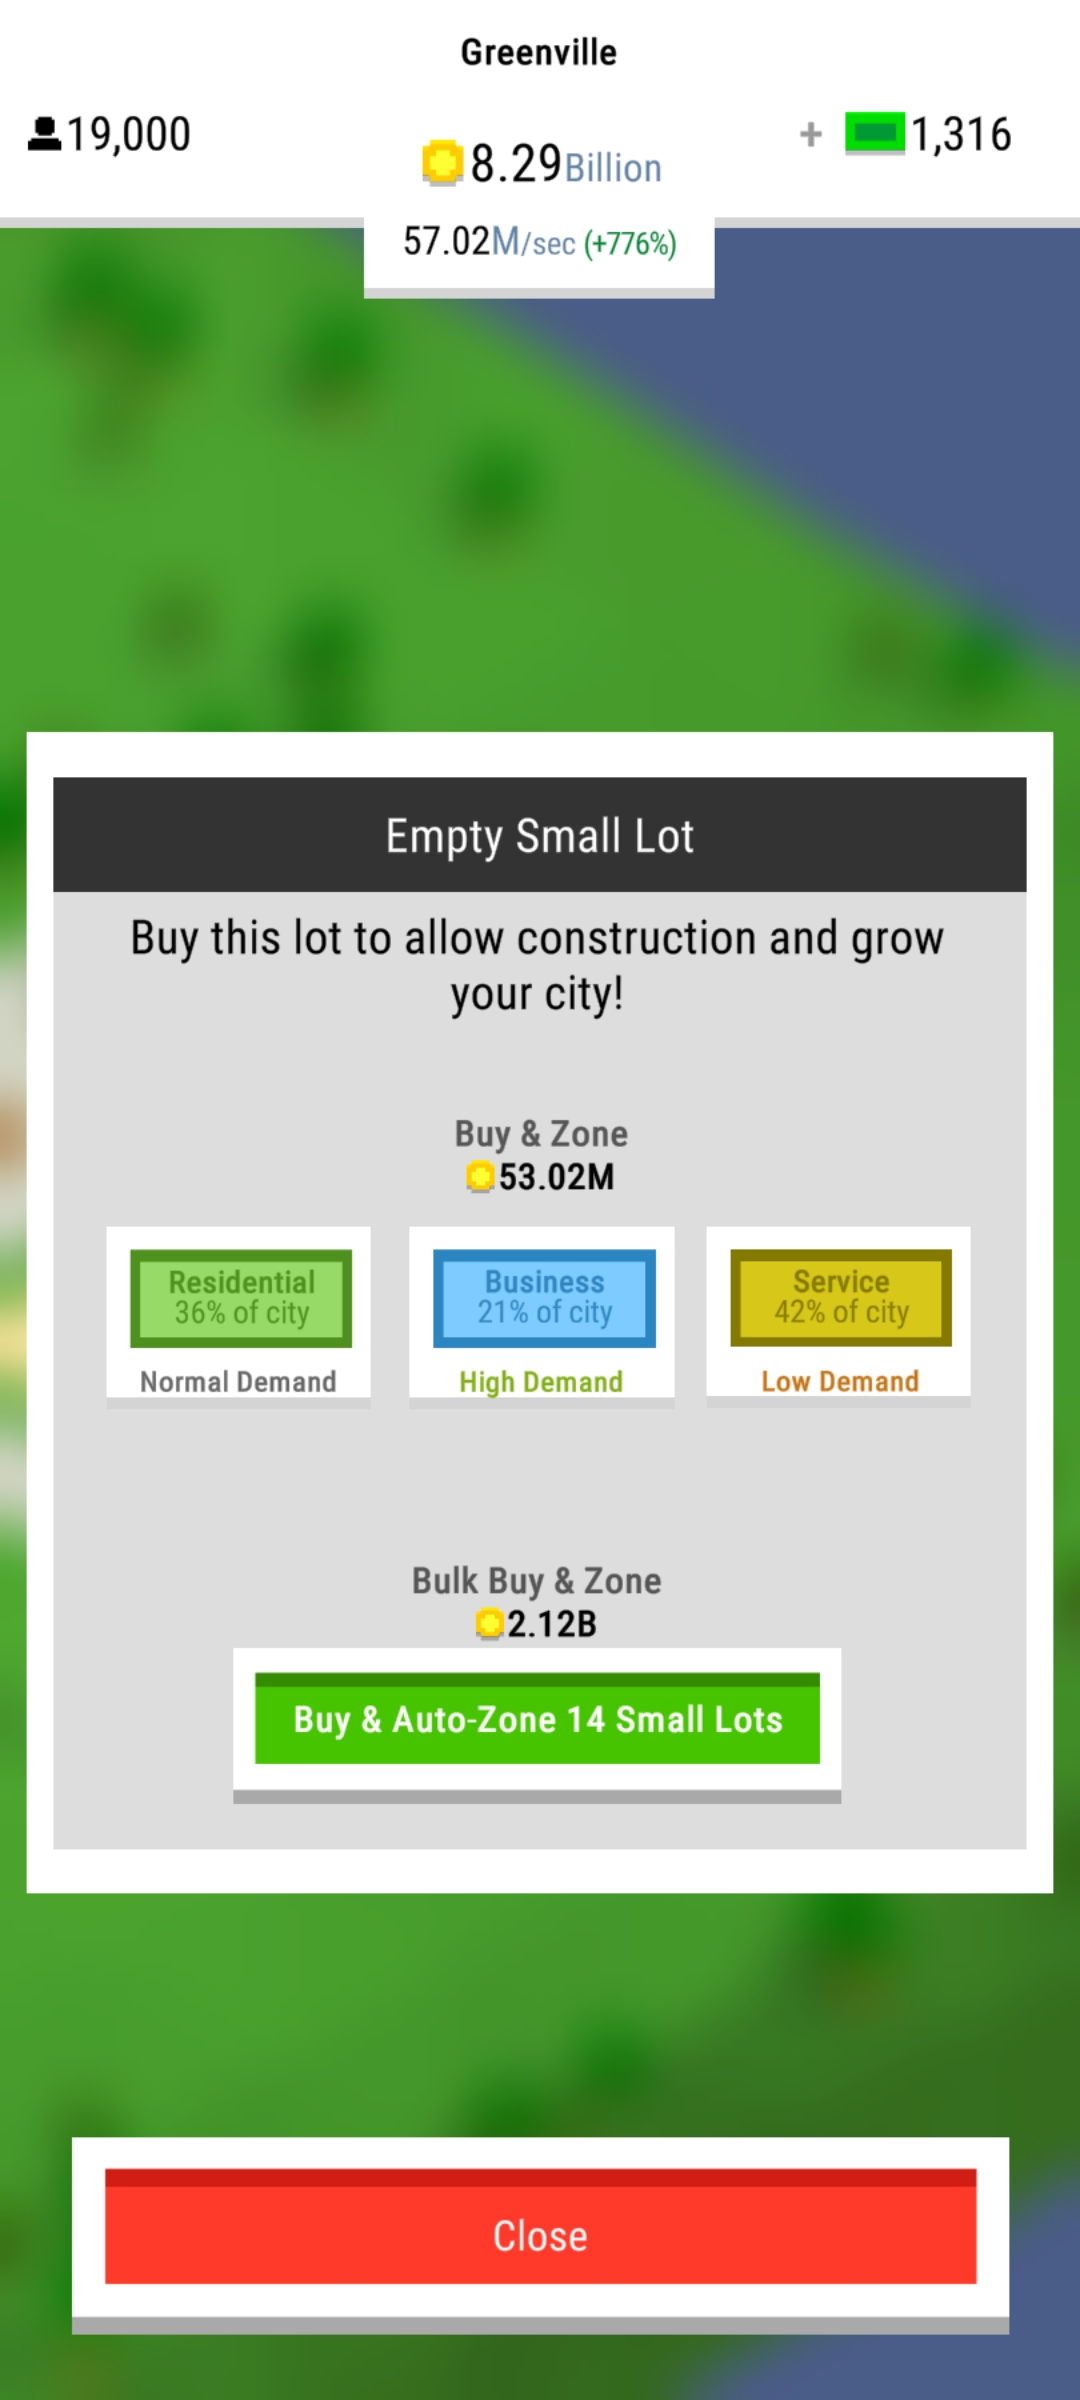 Greenville
19,000
8.29Billion
+ 1,316
57.02M/sec (+776%)
Empty Small Lot
Buy this lot to allow construction and grow
your city!
Buy & Zone
53.02M
Residential
36% of city
Normal Demand
Business
21% of city
High Demand
Service
42% of city
Low Demand
Bulk Buy & Zone
2.12B
Buy & Auto-Zone 14 Small Lots
Close